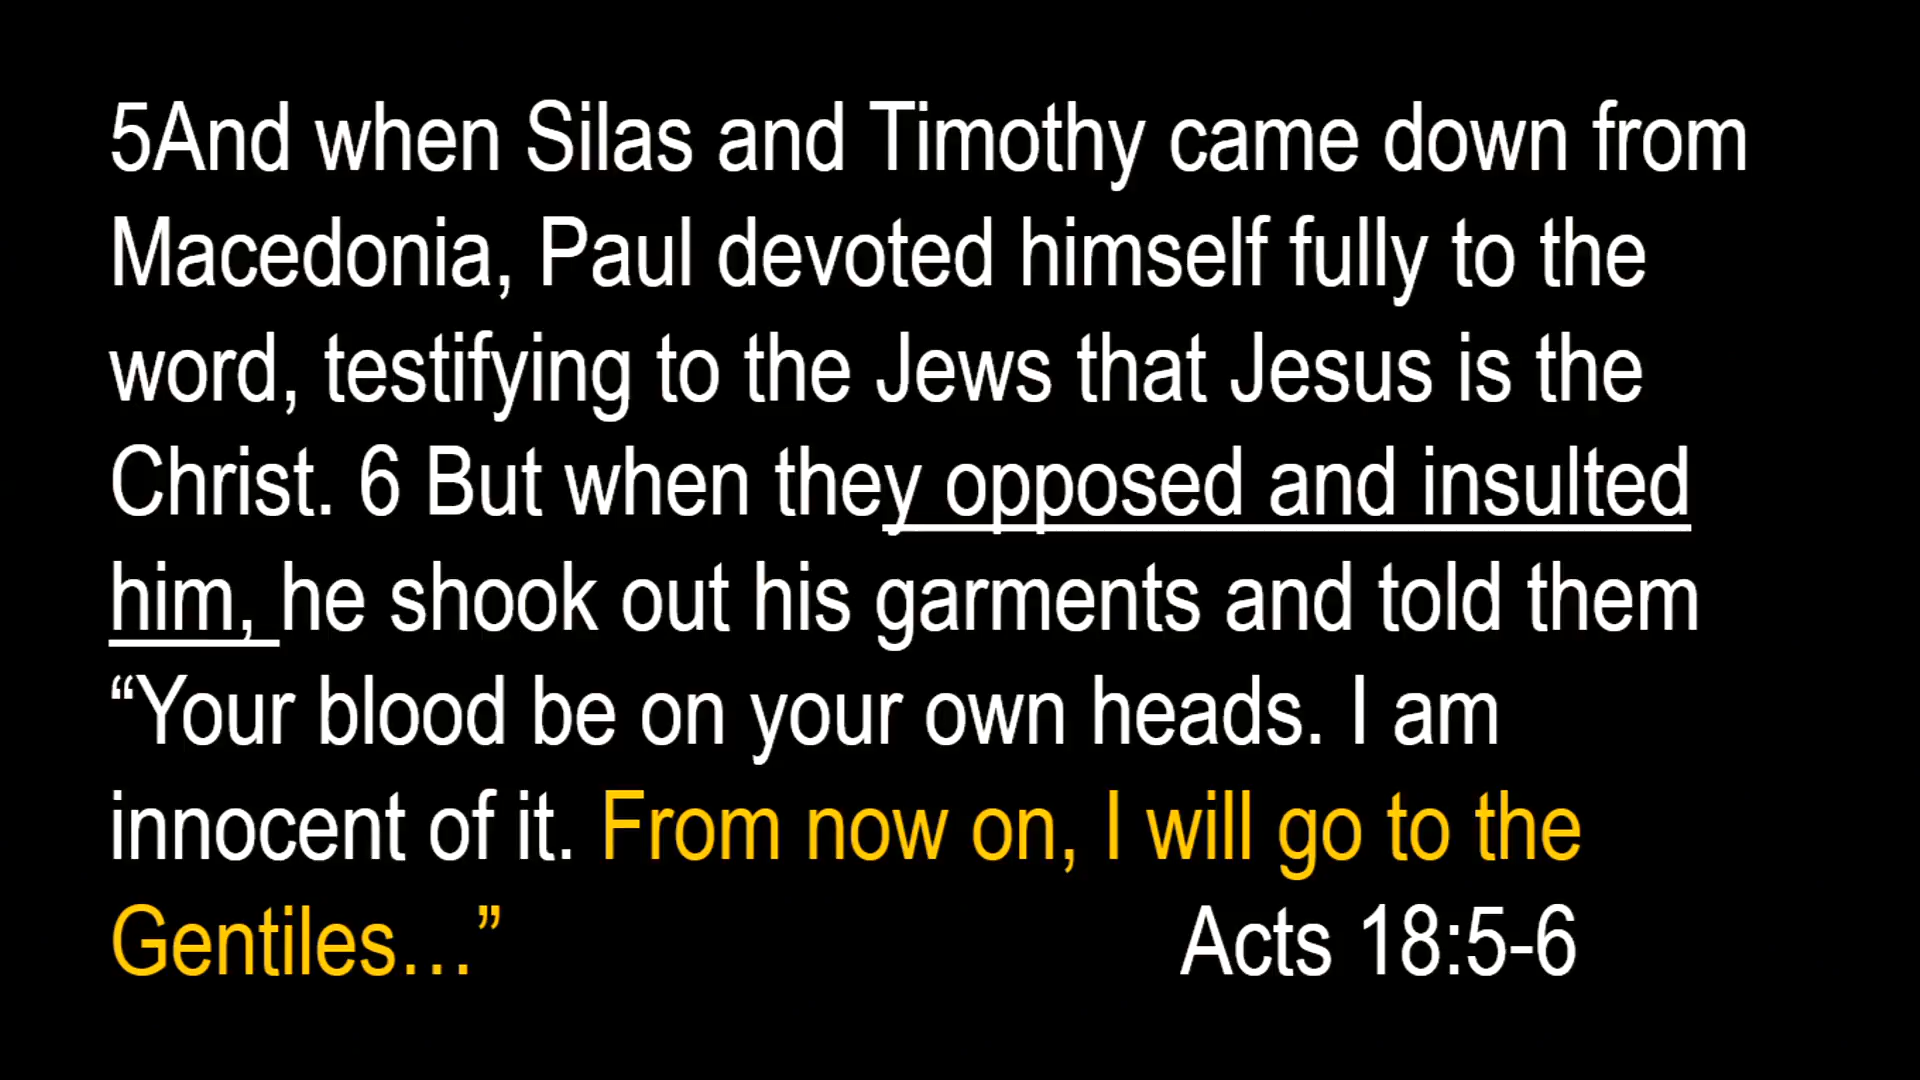 5And when Silas and Timothy came down from
Macedonia, Paul devoted himself fully to the
word, testifying to the Jews that Jesus is the
Christ. 6 But when they opposed and insulted
him, he shook out his garments and told them
“Your blood be on your own heads. I am
innocent of it. From now on, I will go to the
Gentiles…” Acts 18:5-6